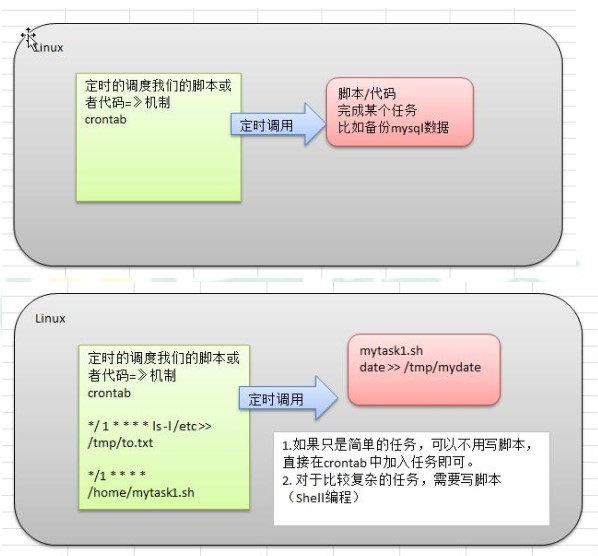 Linux
定时的调度我们的脚本或
者代码=》机制
crontab
定时调用
脚本/代码
完成某个任务
比如备份mysql数据
Linux
定时的调度我们的脚本或
者代码=》机制
crontab
*/ 1 * * * * ls -l /etc >>
/tmp/to.txt
*/1 * * * *
/home/mytask1.sh
定时调用
mytask1.sh
date >> /tmp/mydate
1.如果只是简单的任务，可以不用写脚本，
直接在crontab 中加入任务即可。
2. 对于比较复杂的任务，需要写脚本
（Shell编程）